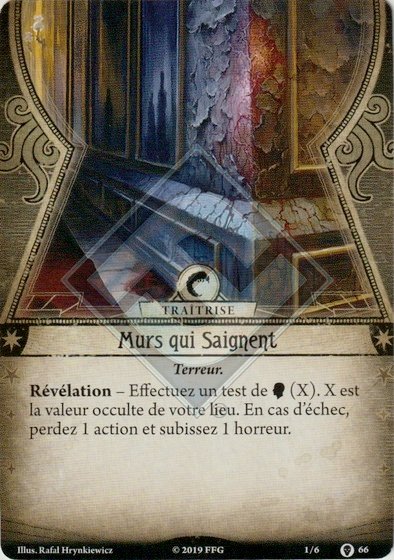 TRAÎTRISE
Murs qui Saignent
Terreur.
Révélation – Effectuez un test de (X). X est
la valeur occulte de votre lieu. En cas d'échec,
perdez 1 action et subissez 1 horreur.
Illus. Rafał Hrynkiewicz © 2019 FFG 1/6 66